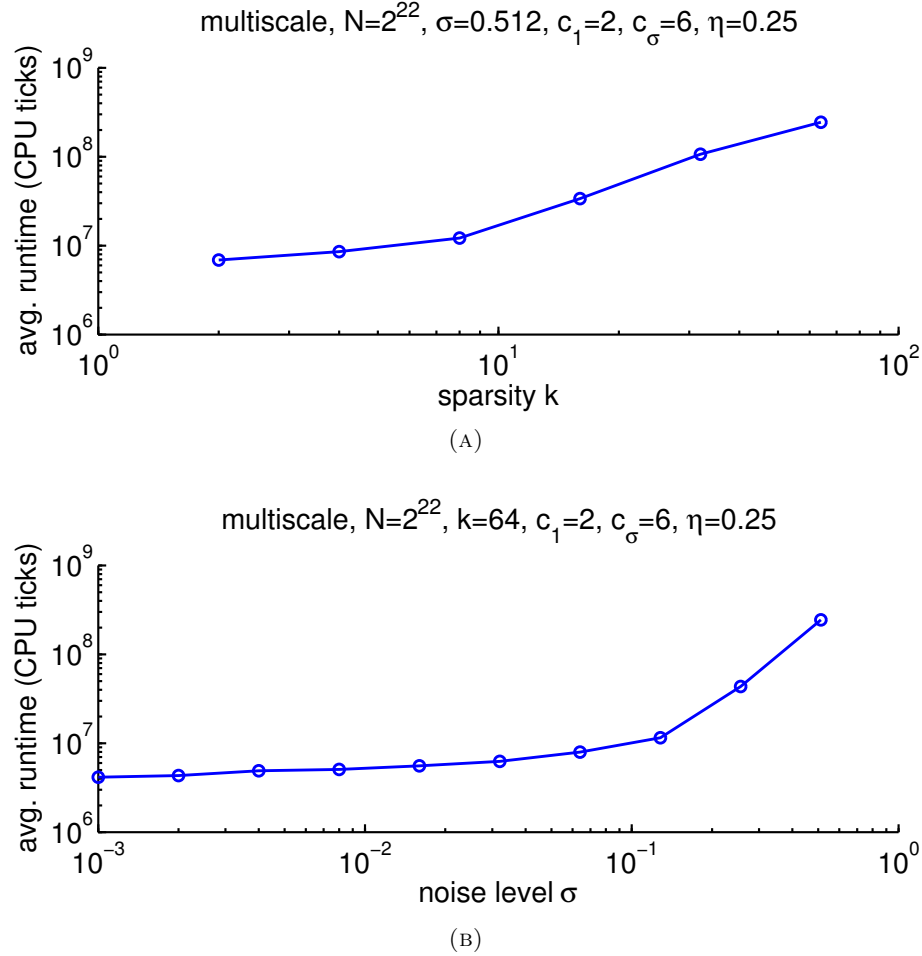 multiscale, N=2^22, σ=0.512, c_1=2, c_σ=6, η=0.25
avg. runtime (CPU ticks)
10^9
10^8
10^7
10^6
10^0 10^1 10^2
sparsity k
(A)
multiscale, N=2^22, k=64, c_1=2, c_σ=6, η=0.25
avg. runtime (CPU ticks)
10^9
10^8
10^7
10^6
10^−3 10^−2 10^−1 10^0
noise level σ
(B)